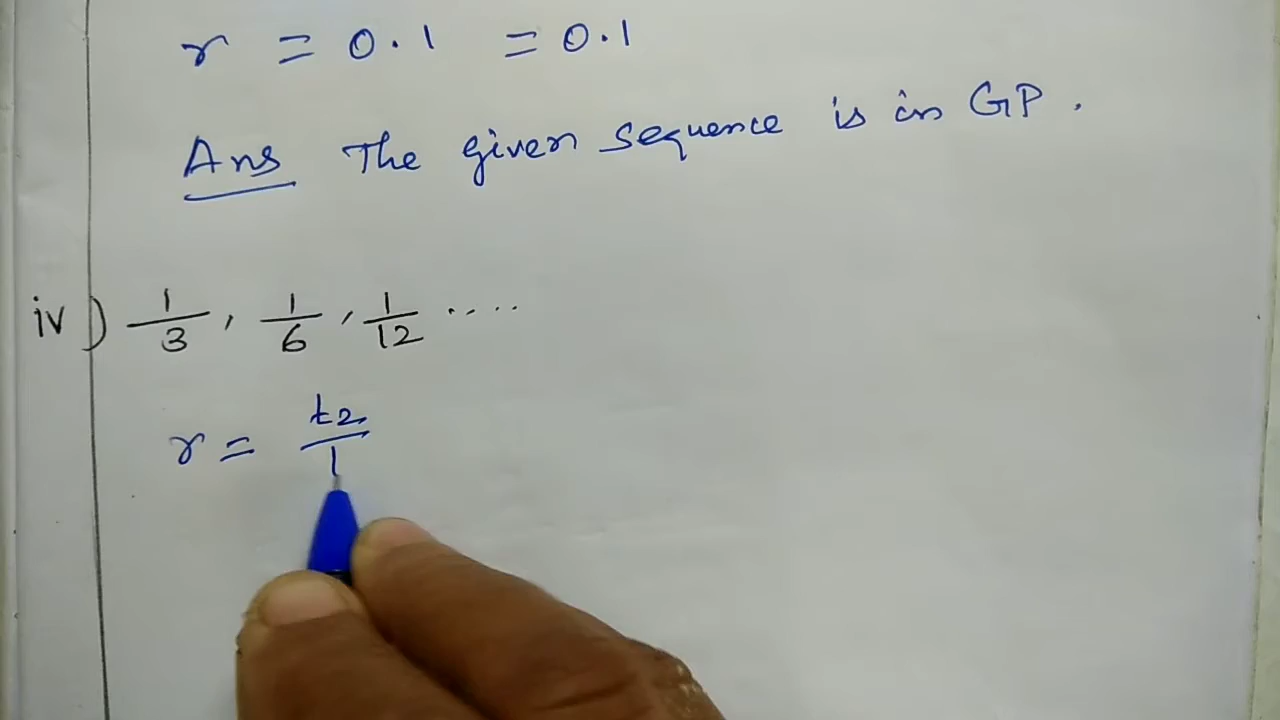 r = 0.1 = 0.1
Ans The given sequence is in GP.
iv) 1/3, 1/6, 1/12 ....
r = t2/